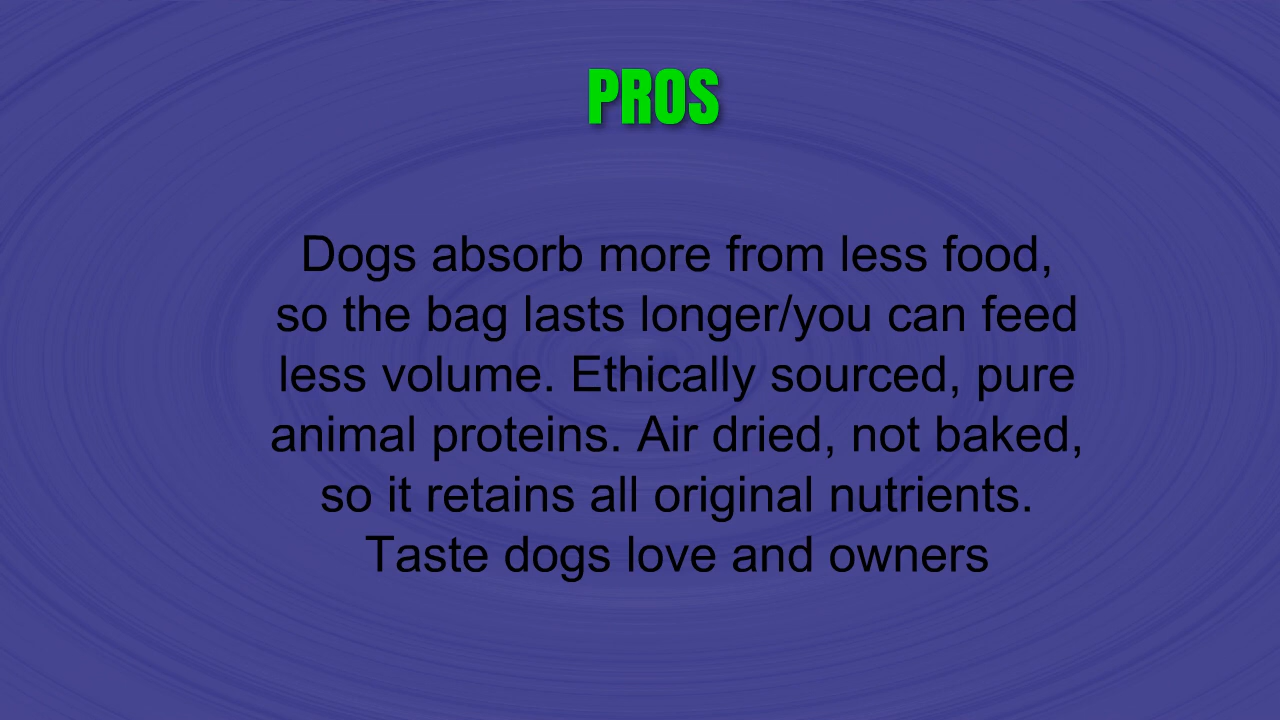 PROS
Dogs absorb more from less food,
so the bag lasts longer/you can feed
less volume. Ethically sourced, pure
animal proteins. Air dried, not baked,
so it retains all original nutrients.
Taste dogs love and owners